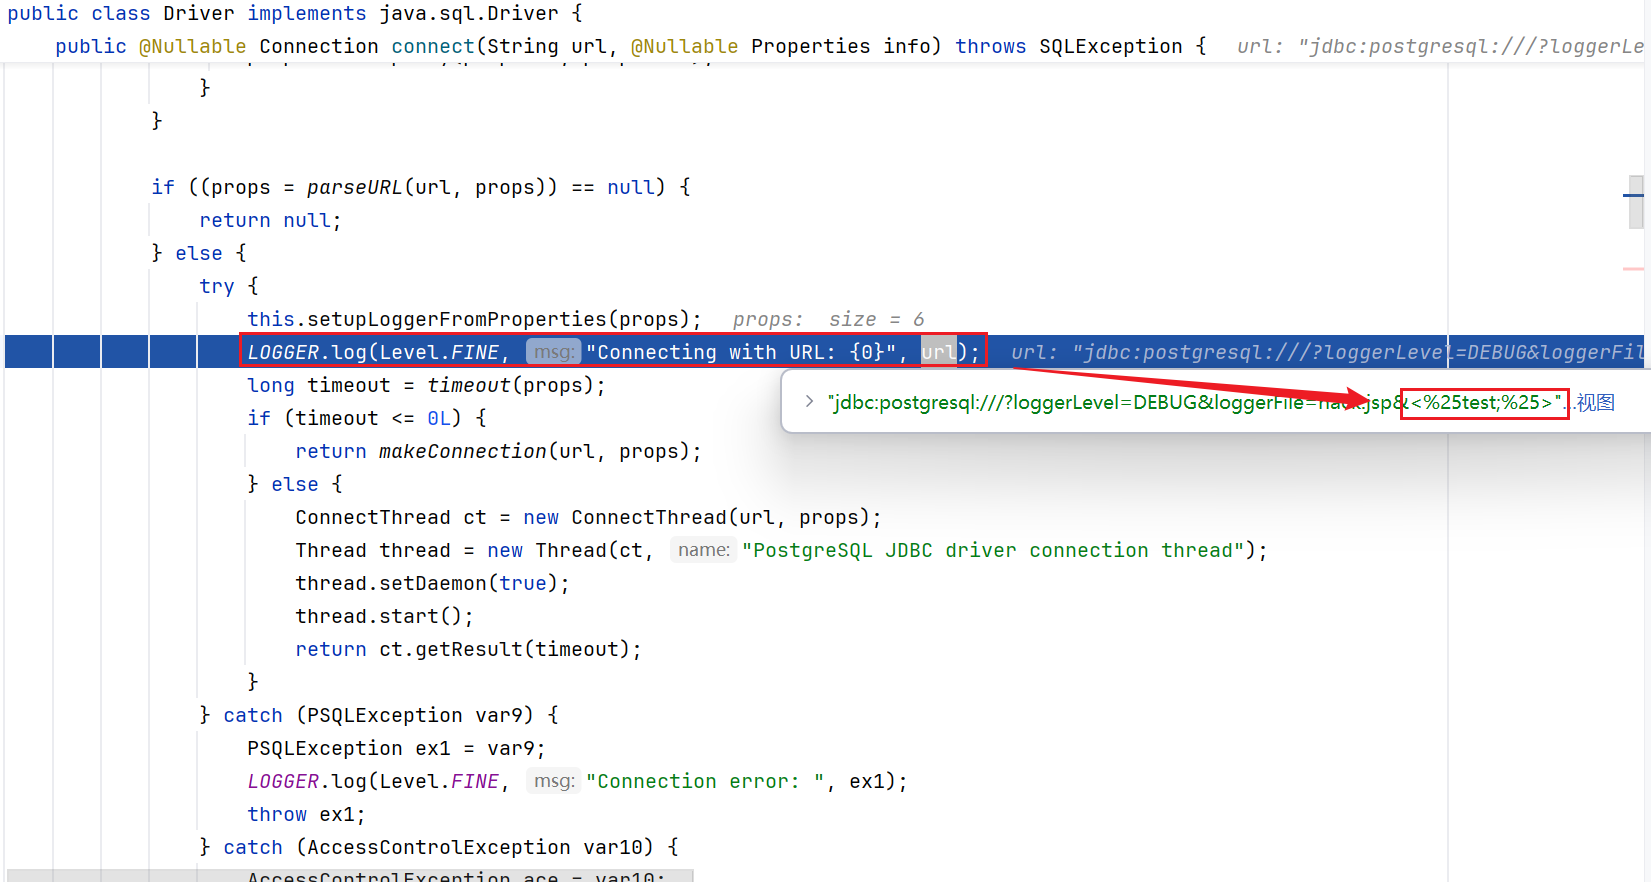 public class Driver implements java.sql.Driver {
public @Nullable Connection connect(String url, @Nullable Properties info) throws SQLException {   url: "jdbc:postgresql:///?loggerLe
}
}
if ((props = parseURL(url, props)) == null) {
return null;
} else {
try {
this.setupLoggerFromProperties(props);   props:  size = 6
LOGGER.log(Level.FINE, msg: "Connecting with URL: {0}", url);   url: "jdbc:postgresql:///?loggerLevel=DEBUG&loggerFil
long timeout = timeout(props);
"jdbc:postgresql:///?loggerLevel=DEBUG&loggerFile=hack.jsp&<%25test;%25>"...视图
if (timeout <= 0L) {
return makeConnection(url, props);
} else {
ConnectThread ct = new ConnectThread(url, props);
Thread thread = new Thread(ct, name: "PostgreSQL JDBC driver connection thread");
thread.setDaemon(true);
thread.start();
return ct.getResult(timeout);
}
} catch (PSQLException var9) {
PSQLException ex1 = var9;
LOGGER.log(Level.FINE, msg: "Connection error: ", ex1);
throw ex1;
} catch (AccessControlException var10) {
AccessControlException ace = var10;